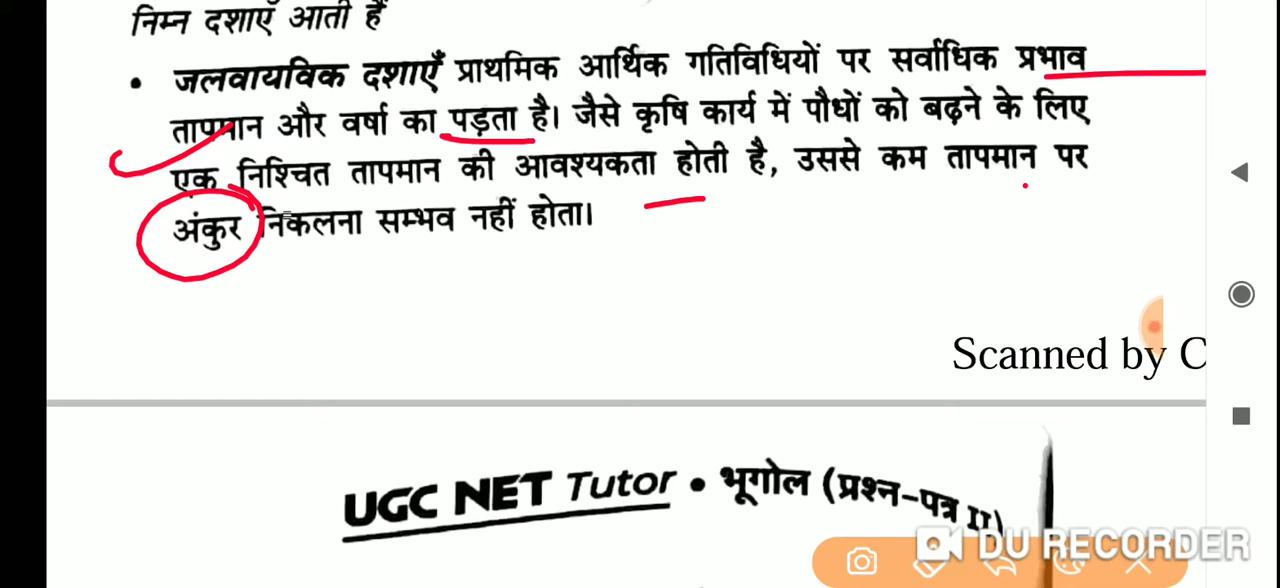 निम्न दशाएँ आती हैं
• जलवायविक दशाएँ प्राथमिक आर्थिक गतिविधियों पर सर्वाधिक प्रभाव
तापमान और वर्षा का पड़ता है। जैसे कृषि कार्य में पौधों को बढ़ने के लिए
एक निश्चित तापमान की आवश्यकता होती है, उससे कम तापमान पर
अंकुर निकलना सम्भव नहीं होता।
Scanned by C
UGC NET Tutor • भूगोल (प्रश्न-पत्र II)
DU RECORDER